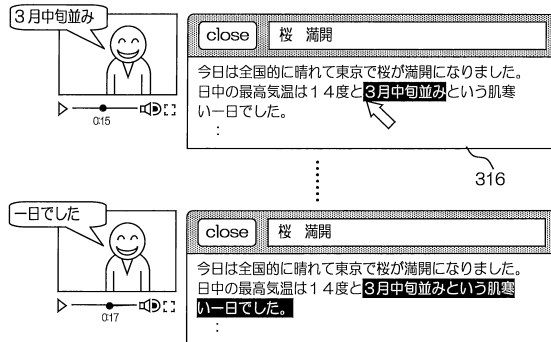 3月中旬並み
0:15
close
桜 満開
今日は全国的に晴れて東京で桜が満開になりました。
日中の最高気温は14度と3月中旬並みという肌寒
い一日でした。
:
316
一日でした
0:17
close
桜 満開
今日は全国的に晴れて東京で桜が満開になりました。
日中の最高気温は14度と3月中旬並みという肌寒
い一日でした。
: